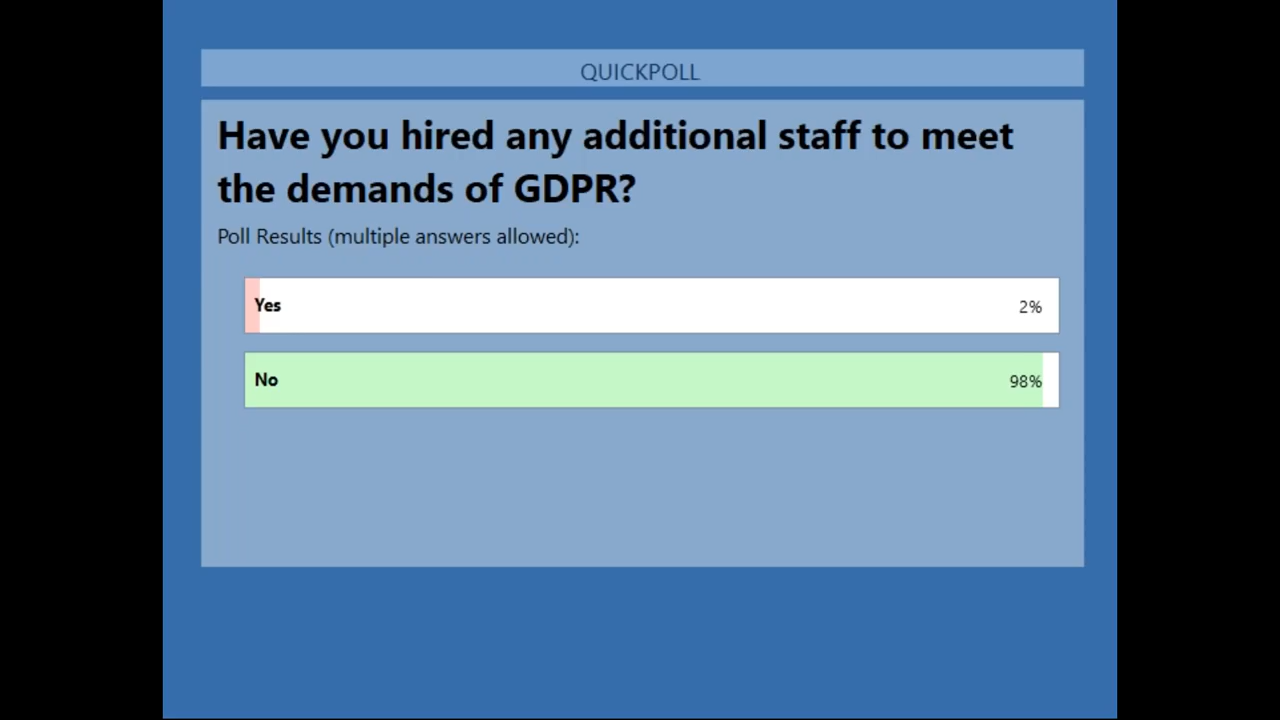 QUICKPOLL
Have you hired any additional staff to meet
the demands of GDPR?
Poll Results (multiple answers allowed):
Yes 2%
No 98%